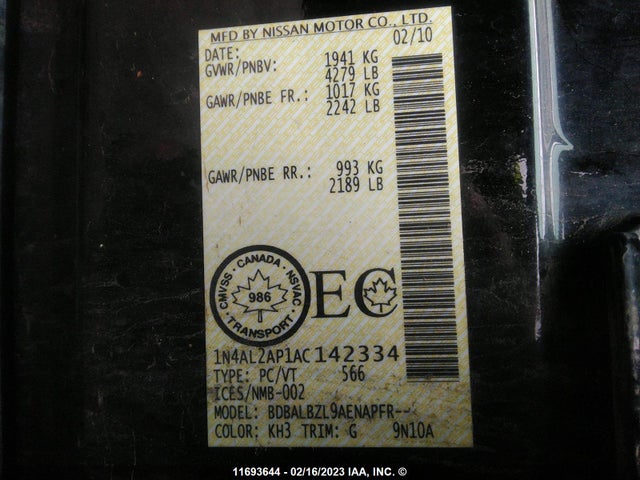 MFD BY NISSAN MOTOR CO., LTD.
DATE: 02/10
GVWR/PNBV: 1941 KG
4279 LB
GAWR/PNBE FR.: 1017 KG
2242 LB
GAWR/PNBE RR.: 993 KG
2189 LB
CMVSS · CANADA · NSVAC
986
· TRANSPORT ·
EC
1N4AL2AP1AC142334
TYPE: PC/VT 566
ICES/NMB-002
MODEL: BDBALBZL9AENAPFR--
COLOR: KH3 TRIM: G 9N10A
11693644 - 02/16/2023 IAA, INC. ©